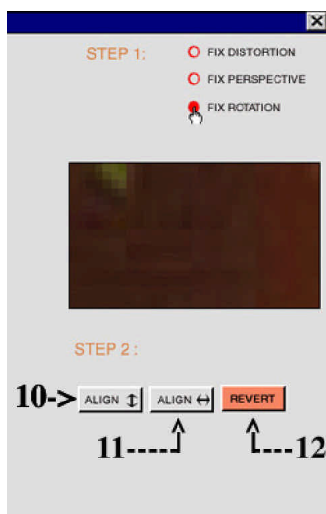 STEP 1:
FIX DISTORTION
FIX PERSPECTIVE
FIX ROTATION
STEP 2 :
10-> ALIGN ↕ ALIGN ↔ REVERT
11----- ---12